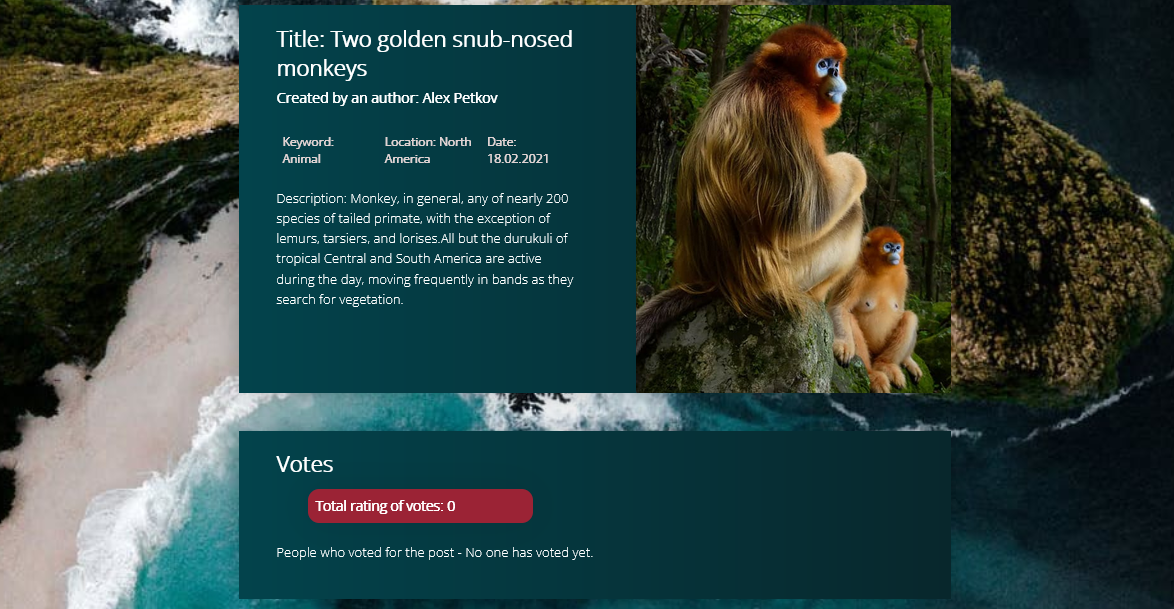 Title: Two golden snub-nosed
monkeys
Created by an author: Alex Petkov
Keyword:
Animal
Location: North
America
Date:
18.02.2021
Description: Monkey, in general, any of nearly 200
species of tailed primate, with the exception of
lemurs, tarsiers, and lorises.All but the durukuli of
tropical Central and South America are active
during the day, moving frequently in bands as they
search for vegetation.
Votes
Total rating of votes: 0
People who voted for the post - No one has voted yet.